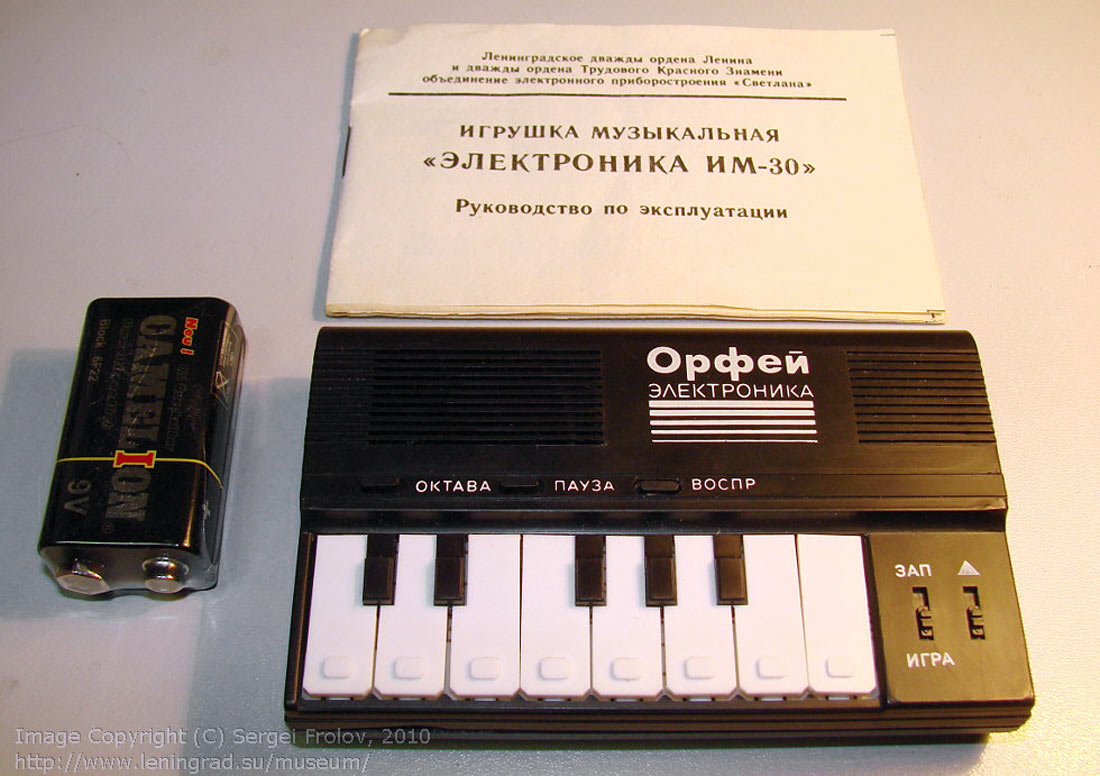 Ленинградское дважды ордена Ленина
и дважды ордена Трудового Красного Знамени
объединение электронного приборостроения «Светлана»
ИГРУШКА МУЗЫКАЛЬНАЯ
«ЭЛЕКТРОНИКА ИМ-30»
Руководство по эксплуатации
New!
CAMELION
Block 6F22
9V
Орфей
ЭЛЕКТРОНИКА
ОКТАВА ПАУЗА ВОСПР
ЗАП
ИГРА
Image Copyright (C) Sergei Frolov, 2010
http://www.leningrad.su/museum/